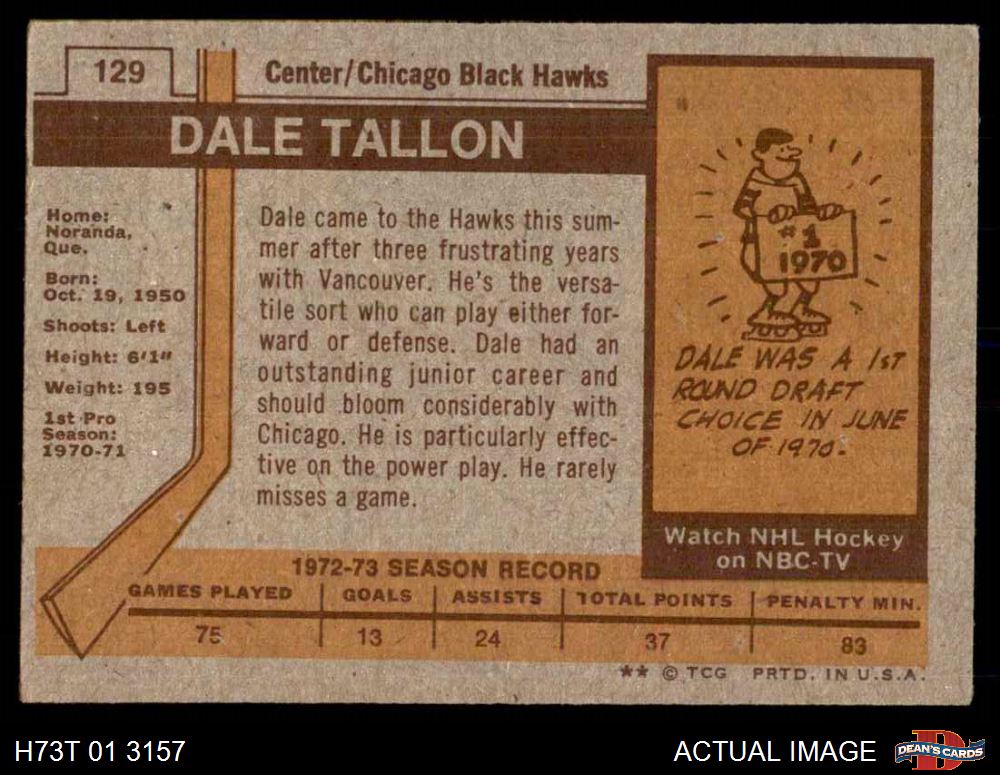 129
Center/Chicago Black Hawks
DALE TALLON
Home:
Noranda,
Que.
Born:
Oct. 19, 1950
Shoots: Left
Height: 6'1"
Weight: 195
1st Pro
Season:
1970-71
Dale came to the Hawks this sum-
mer after three frustrating years
with Vancouver. He's the versa-
tile sort who can play either for-
ward or defense. Dale had an
outstanding junior career and
should bloom considerably with
Chicago. He is particularly effec-
tive on the power play. He rarely
misses a game.
#1
1970
DALE WAS A 1ST
ROUND DRAFT
CHOICE IN JUNE
OF 1970.
Watch NHL Hockey
on NBC-TV
1972-73 SEASON RECORD
GAMES PLAYED GOALS ASSISTS TOTAL POINTS PENALTY MIN.
75 13 24 37 83
** © TCG PRTD. IN U.S.A.
H73T 01 3157
ACTUAL IMAGE
D
DEAN'S CARDS